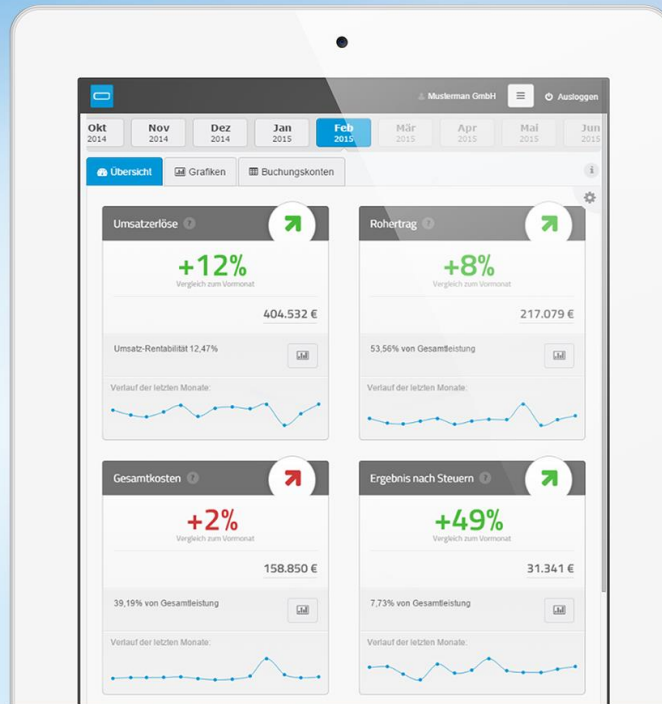 Musterman GmbH
Ausloggen
Okt Nov Dez Jan Feb Mär Apr Mai Jun
2014 2014 2014 2015 2015 2015 2015 2015 2015
Übersicht Grafiken Buchungskonten
Umsatzerlöse ?
+12%
Vergleich zum Vormonat
404.532 €
Umsatz-Rentabilität 12,47%
Verlauf der letzten Monate:
Rohertrag ?
+8%
Vergleich zum Vormonat
217.079 €
53,56% von Gesamtleistung
Verlauf der letzten Monate:
Gesamtkosten ?
+2%
Vergleich zum Vormonat
158.850 €
39,19% von Gesamtleistung
Verlauf der letzten Monate:
Ergebnis nach Steuern ?
+49%
Vergleich zum Vormonat
31.341 €
7,73% von Gesamtleistung
Verlauf der letzten Monate: